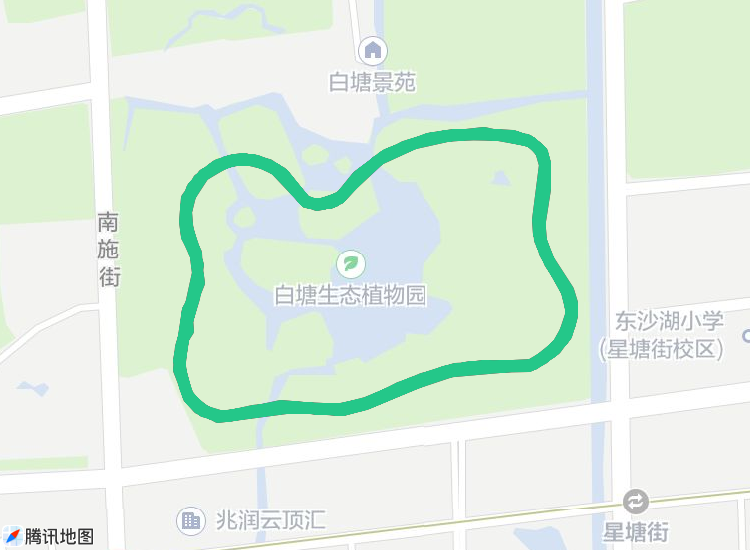 白塘景苑
南
施
街
白塘生态植物园
东沙湖小学
(星塘街校区)
兆润云顶汇
星塘街
腾讯地图